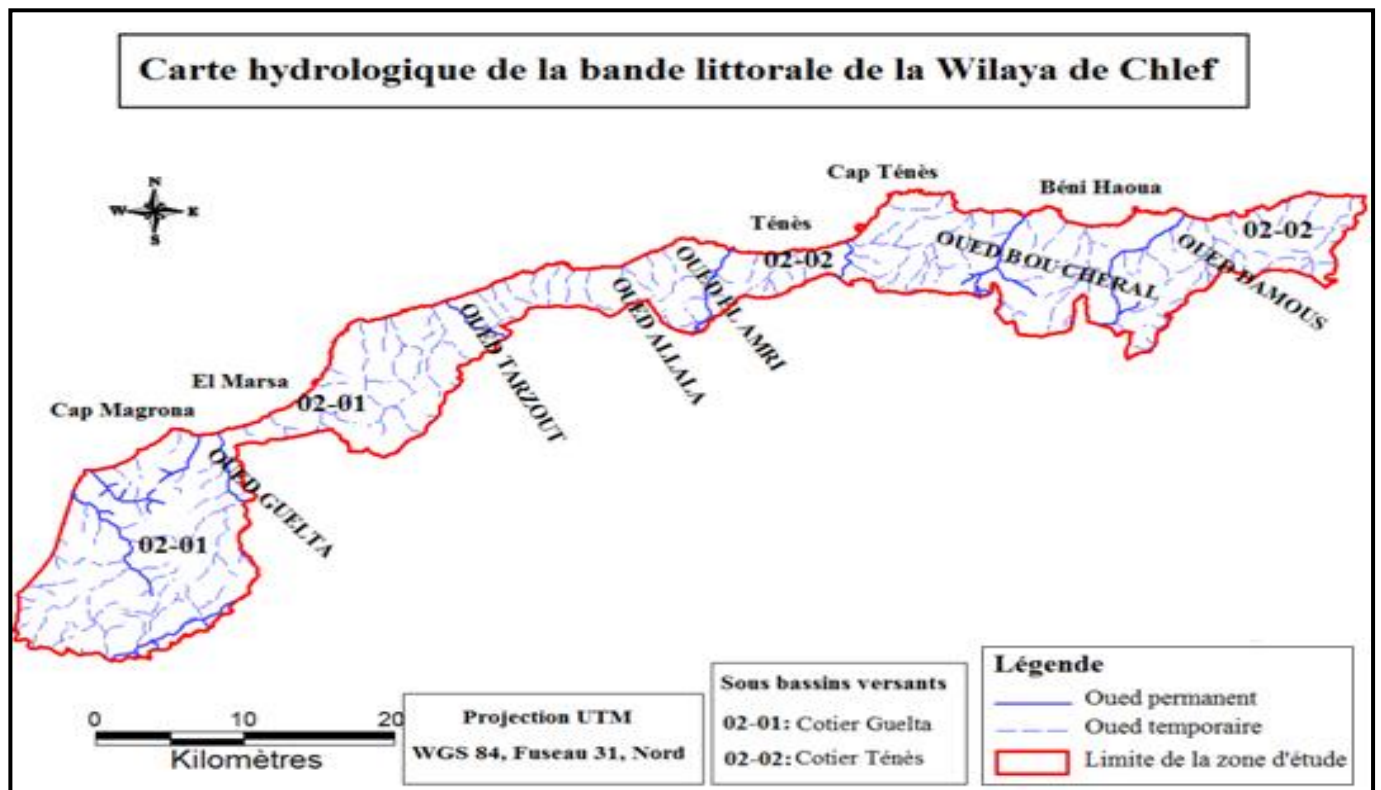 Carte hydrologique de la bande littorale de la Wilaya de Chlef
N
W E
S
Cap Ténès
Béni Haoua
Ténès
02-02
02-02
OUED BOUCHERAL
OUED DAMOUS
OUED EL AMRI
OUED ALLALA
OUED TARZOUT
El Marsa
02-01
Cap Magrona
OUED GUELTA
02-01
0 10 20
Kilomètres
Projection UTM
WGS 84, Fuseau 31, Nord
Sous bassins versants
02-01: Cotier Guelta
02-02: Cotier Ténès
Légende
Oued permanent
Oued temporaire
Limite de la zone d'étude